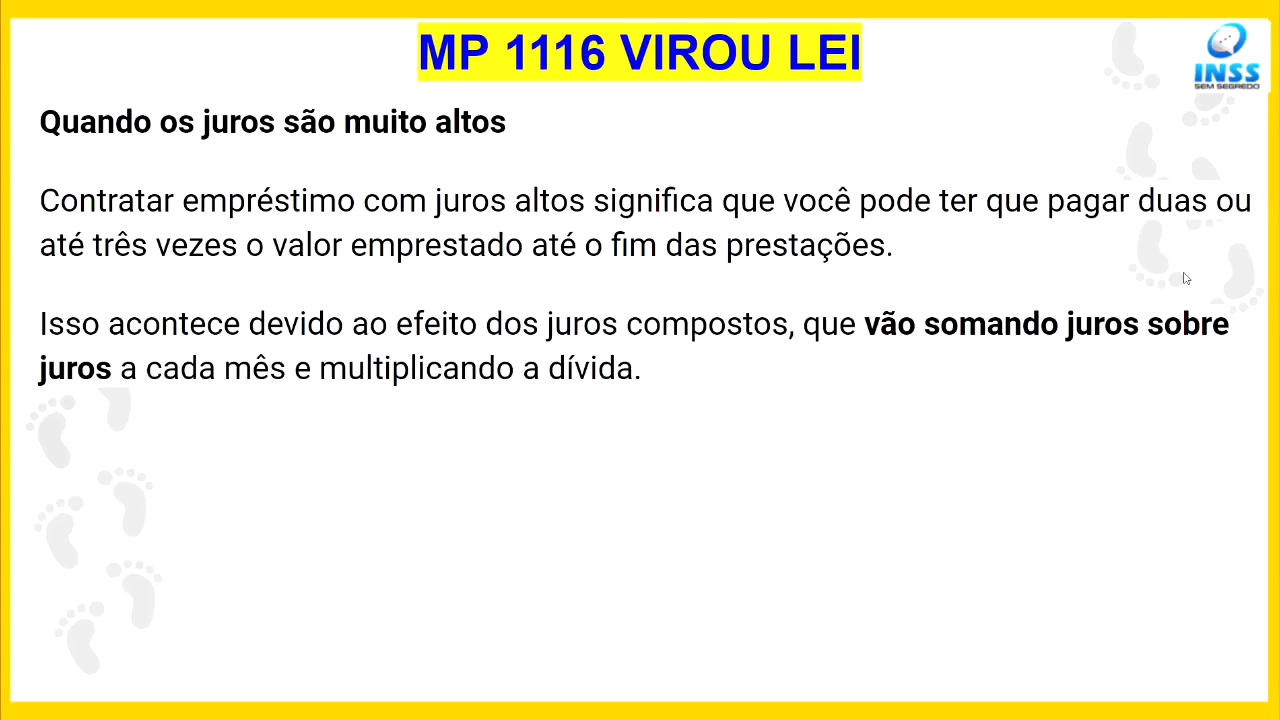 MP 1116 VIROU LEI
INSS
SEM SEGREDO
Quando os juros são muito altos
Contratar empréstimo com juros altos significa que você pode ter que pagar duas ou
até três vezes o valor emprestado até o fim das prestações.
Isso acontece devido ao efeito dos juros compostos, que vão somando juros sobre
juros a cada mês e multiplicando a dívida.